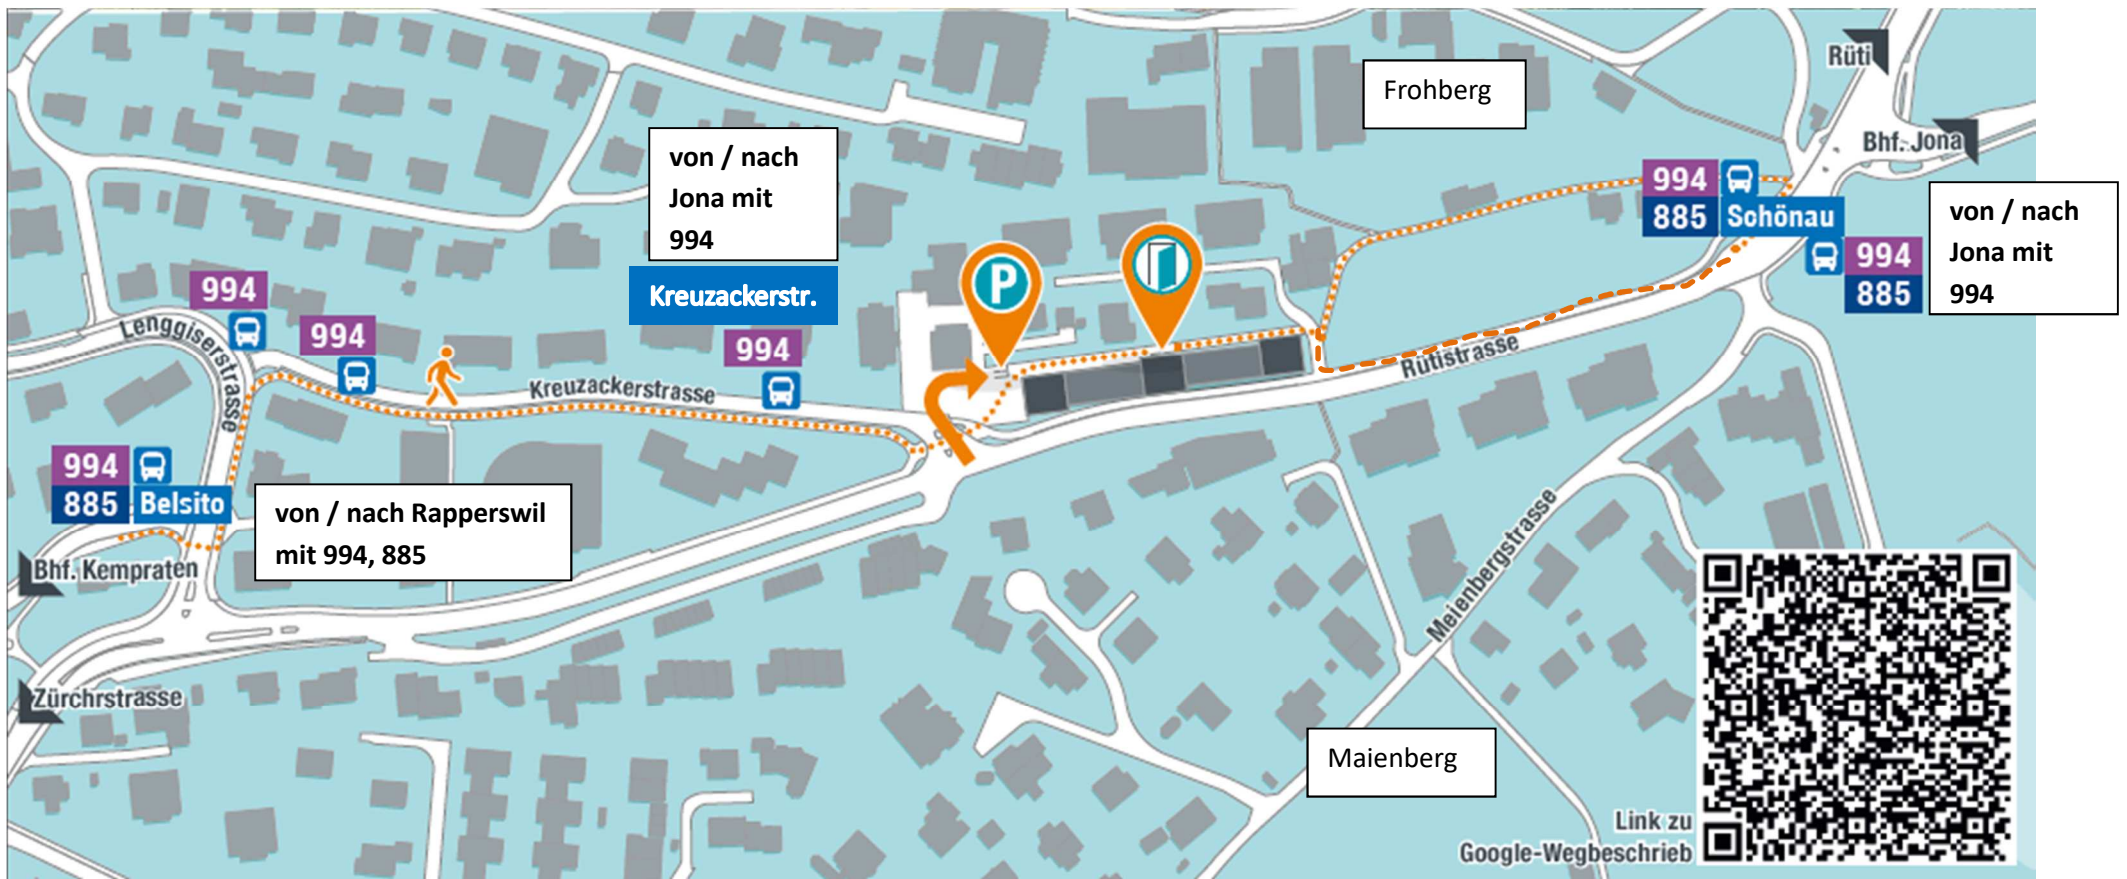 Rüti
Frohberg
Bhf. Jona
von / nach
Jona mit
994
994
885 Schönau
von / nach
Jona mit
994
994
885
Kreuzackerstr.
P
994
994
994
Lenggiserstrasse
Kreuzackerstrasse
Rütistrasse
994
885 Belsito
von / nach Rapperswil
mit 994, 885
Bhf. Kempraten
Meienbergstrasse
Zürchrstrasse
Maienberg
Link zu
Google-Wegbeschrieb